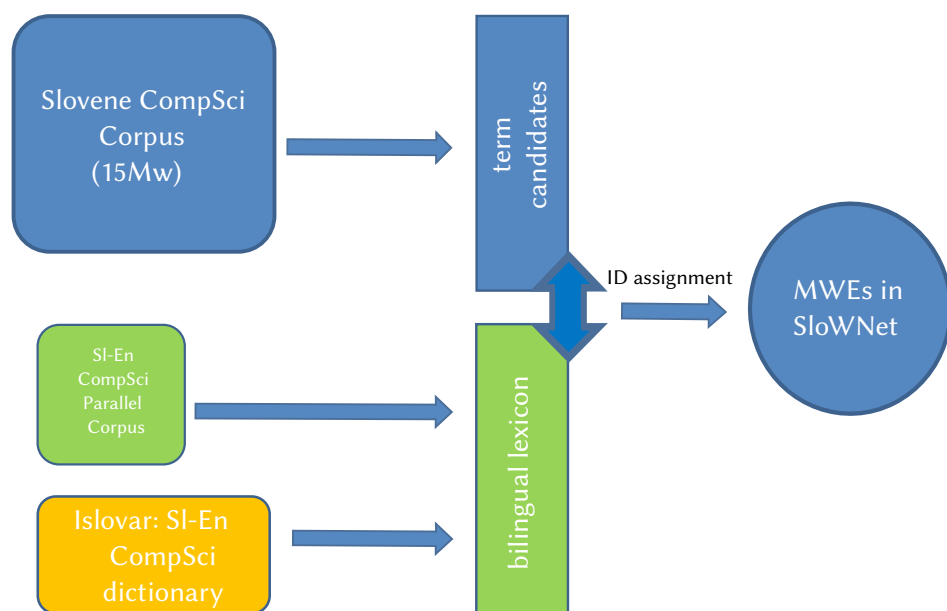 Slovene CompSci
Corpus
(15Mw)
term
candidates
ID assignment
MWEs in
SloWNet
Sl-En
CompSci
Parallel
Corpus
bilingual lexicon
Islovar: Sl-En
CompSci
dictionary